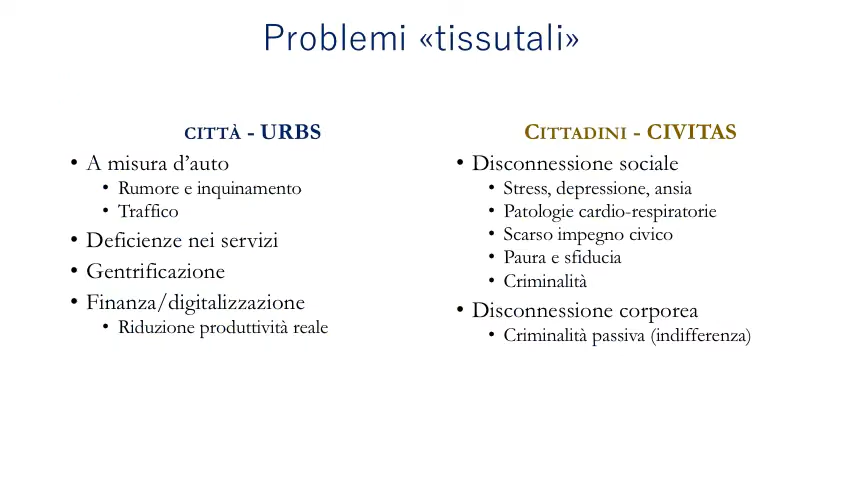 Problemi «tissutali»
CITTÀ - URBS
• A misura d’auto
• Rumore e inquinamento
• Traffico
• Deficienze nei servizi
• Gentrificazione
• Finanza/digitalizzazione
• Riduzione produttività reale
CITTADINI - CIVITAS
• Disconnessione sociale
• Stress, depressione, ansia
• Patologie cardio-respiratorie
• Scarso impegno civico
• Paura e sfiducia
• Criminalità
• Disconnessione corporea
• Criminalità passiva (indifferenza)